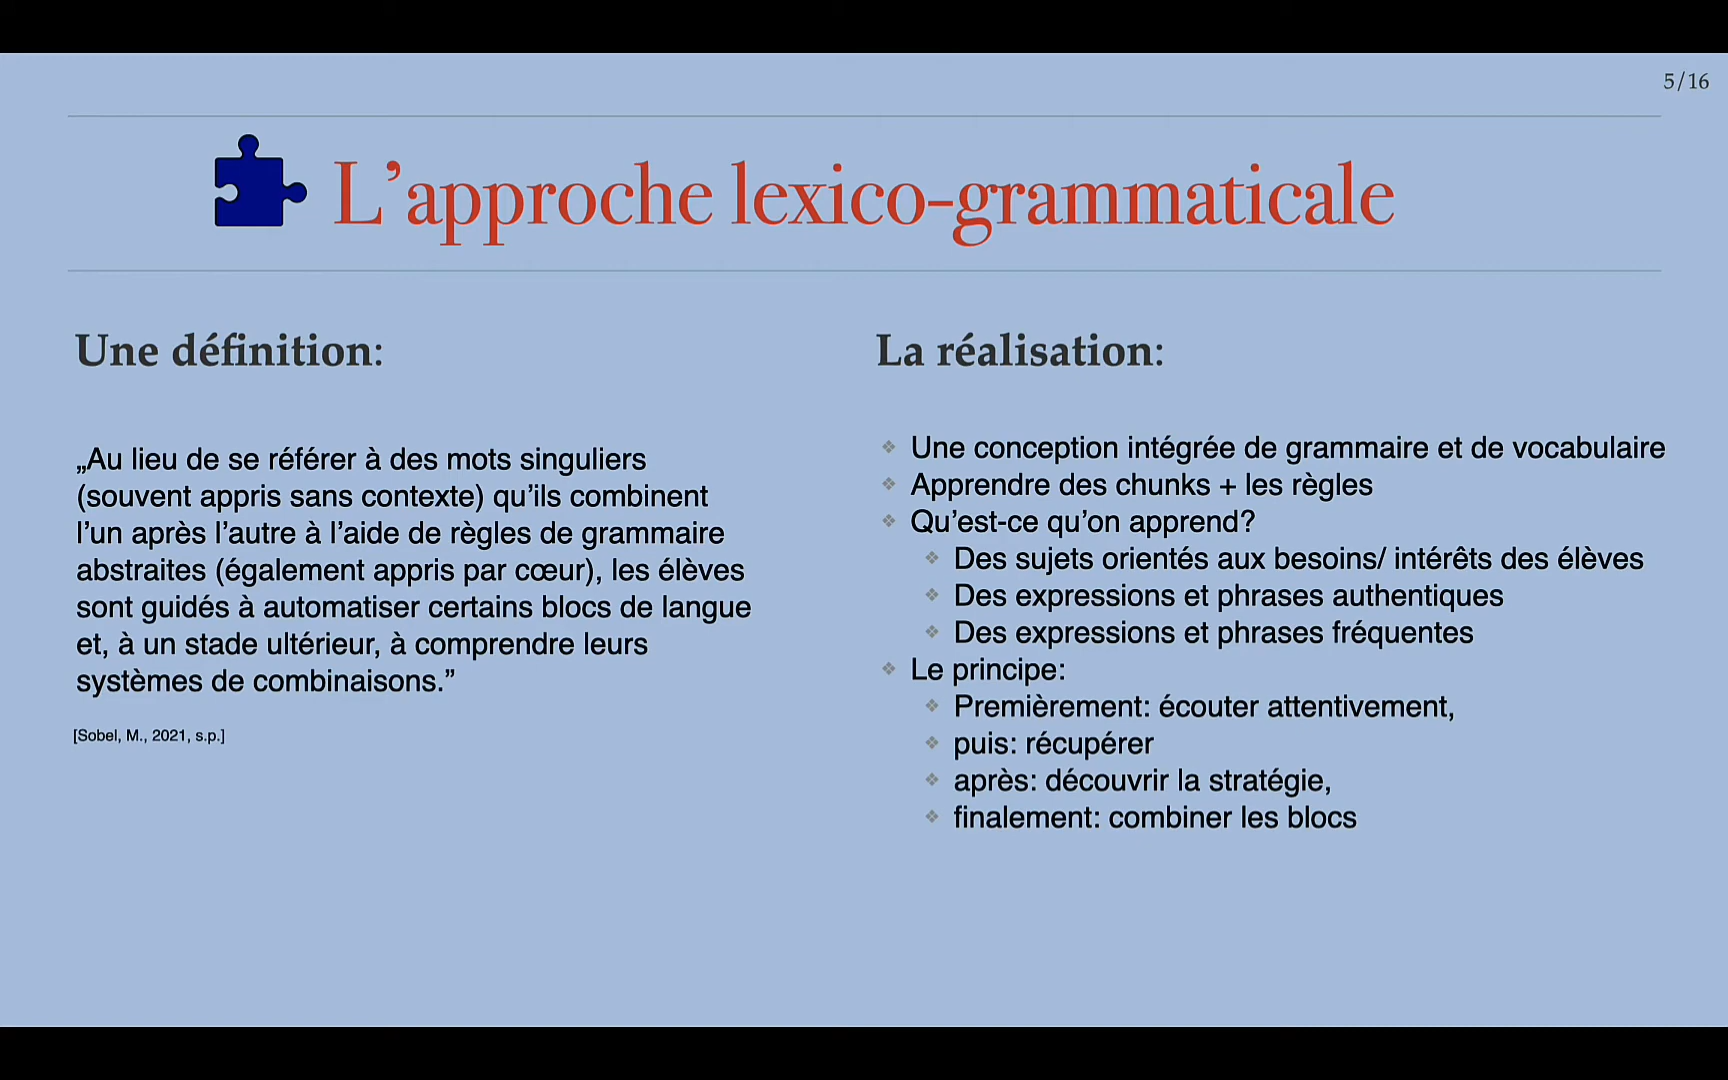 5/16
L’approche lexico-grammaticale
Une définition:
„Au lieu de se référer à des mots singuliers
(souvent appris sans contexte) qu’ils combinent
l’un après l’autre à l’aide de règles de grammaire
abstraites (également appris par cœur), les élèves
sont guidés à automatiser certains blocs de langue
et, à un stade ultérieur, à comprendre leurs
systèmes de combinaisons.”
[Sobel, M., 2021, s.p.]
La réalisation:
Une conception intégrée de grammaire et de vocabulaire
Apprendre des chunks + les règles
Qu’est-ce qu’on apprend?
Des sujets orientés aux besoins/ intérêts des élèves
Des expressions et phrases authentiques
Des expressions et phrases fréquentes
Le principe:
Premièrement: écouter attentivement,
puis: récupérer
après: découvrir la stratégie,
finalement: combiner les blocs